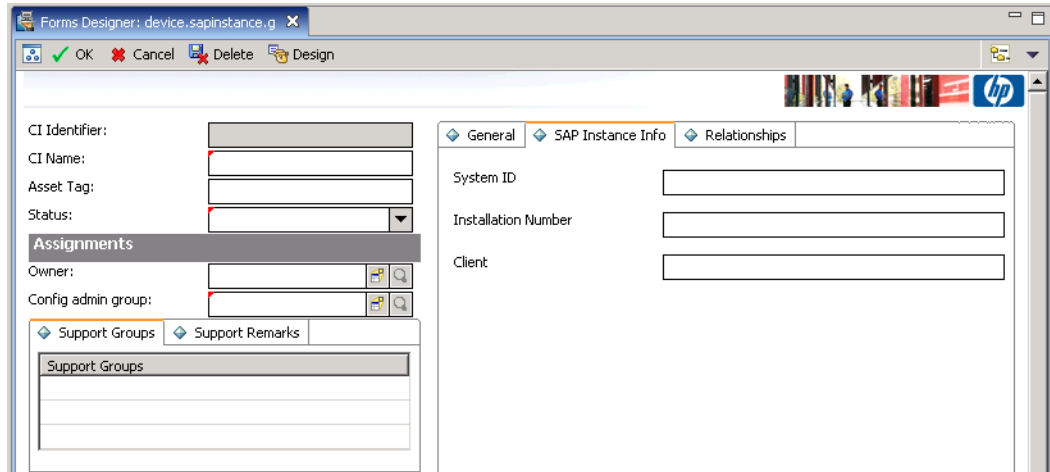 Forms Designer: device.sapinstance.g
OK Cancel Delete Design
hp
CI Identifier:
CI Name:
Asset Tag:
Status:
Assignments
Owner:
Config admin group:
Support Groups Support Remarks
Support Groups
General SAP Instance Info Relationships
System ID
Installation Number
Client